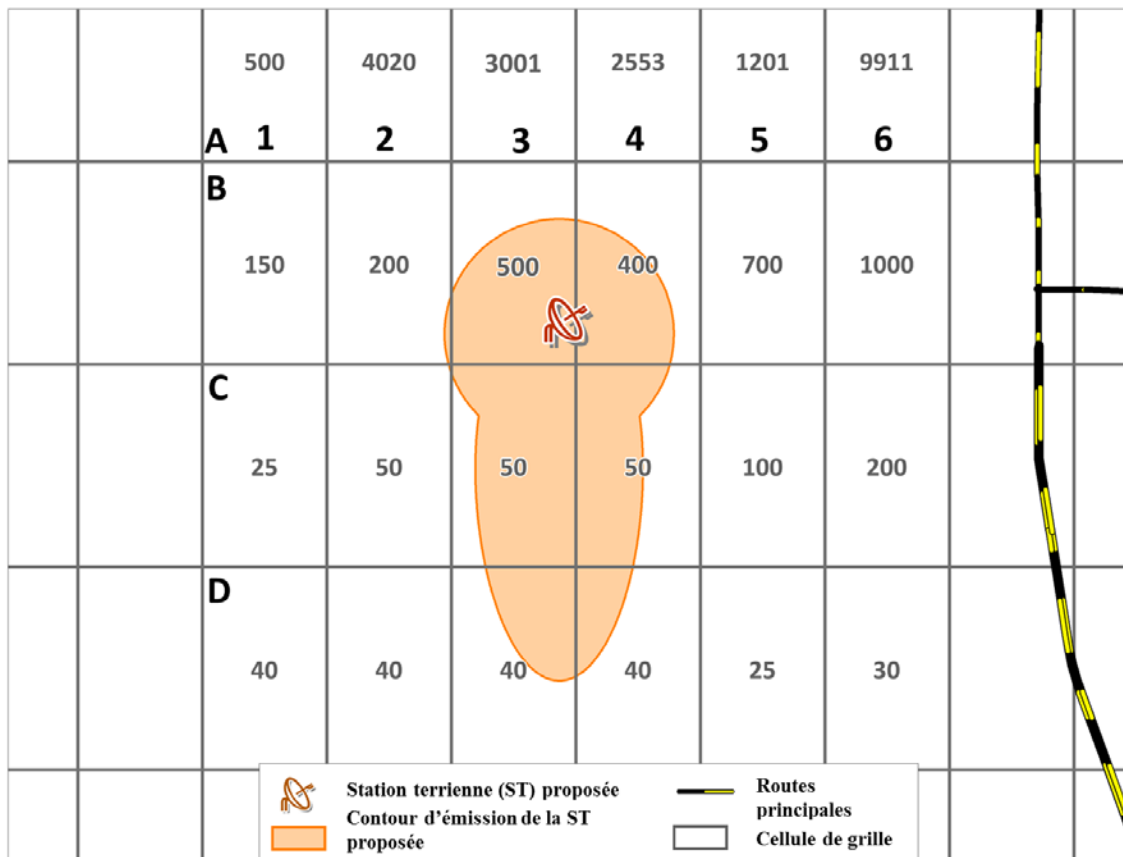 500 4020 3001 2553 1201 9911
A 1 2 3 4 5 6
B
150 200 500 400 700 1000
C
25 50 50 50 100 200
D
40 40 40 40 25 30
Station terrienne (ST) proposée
Contour d'émission de la ST
proposée
Routes
principales
Cellule de grille